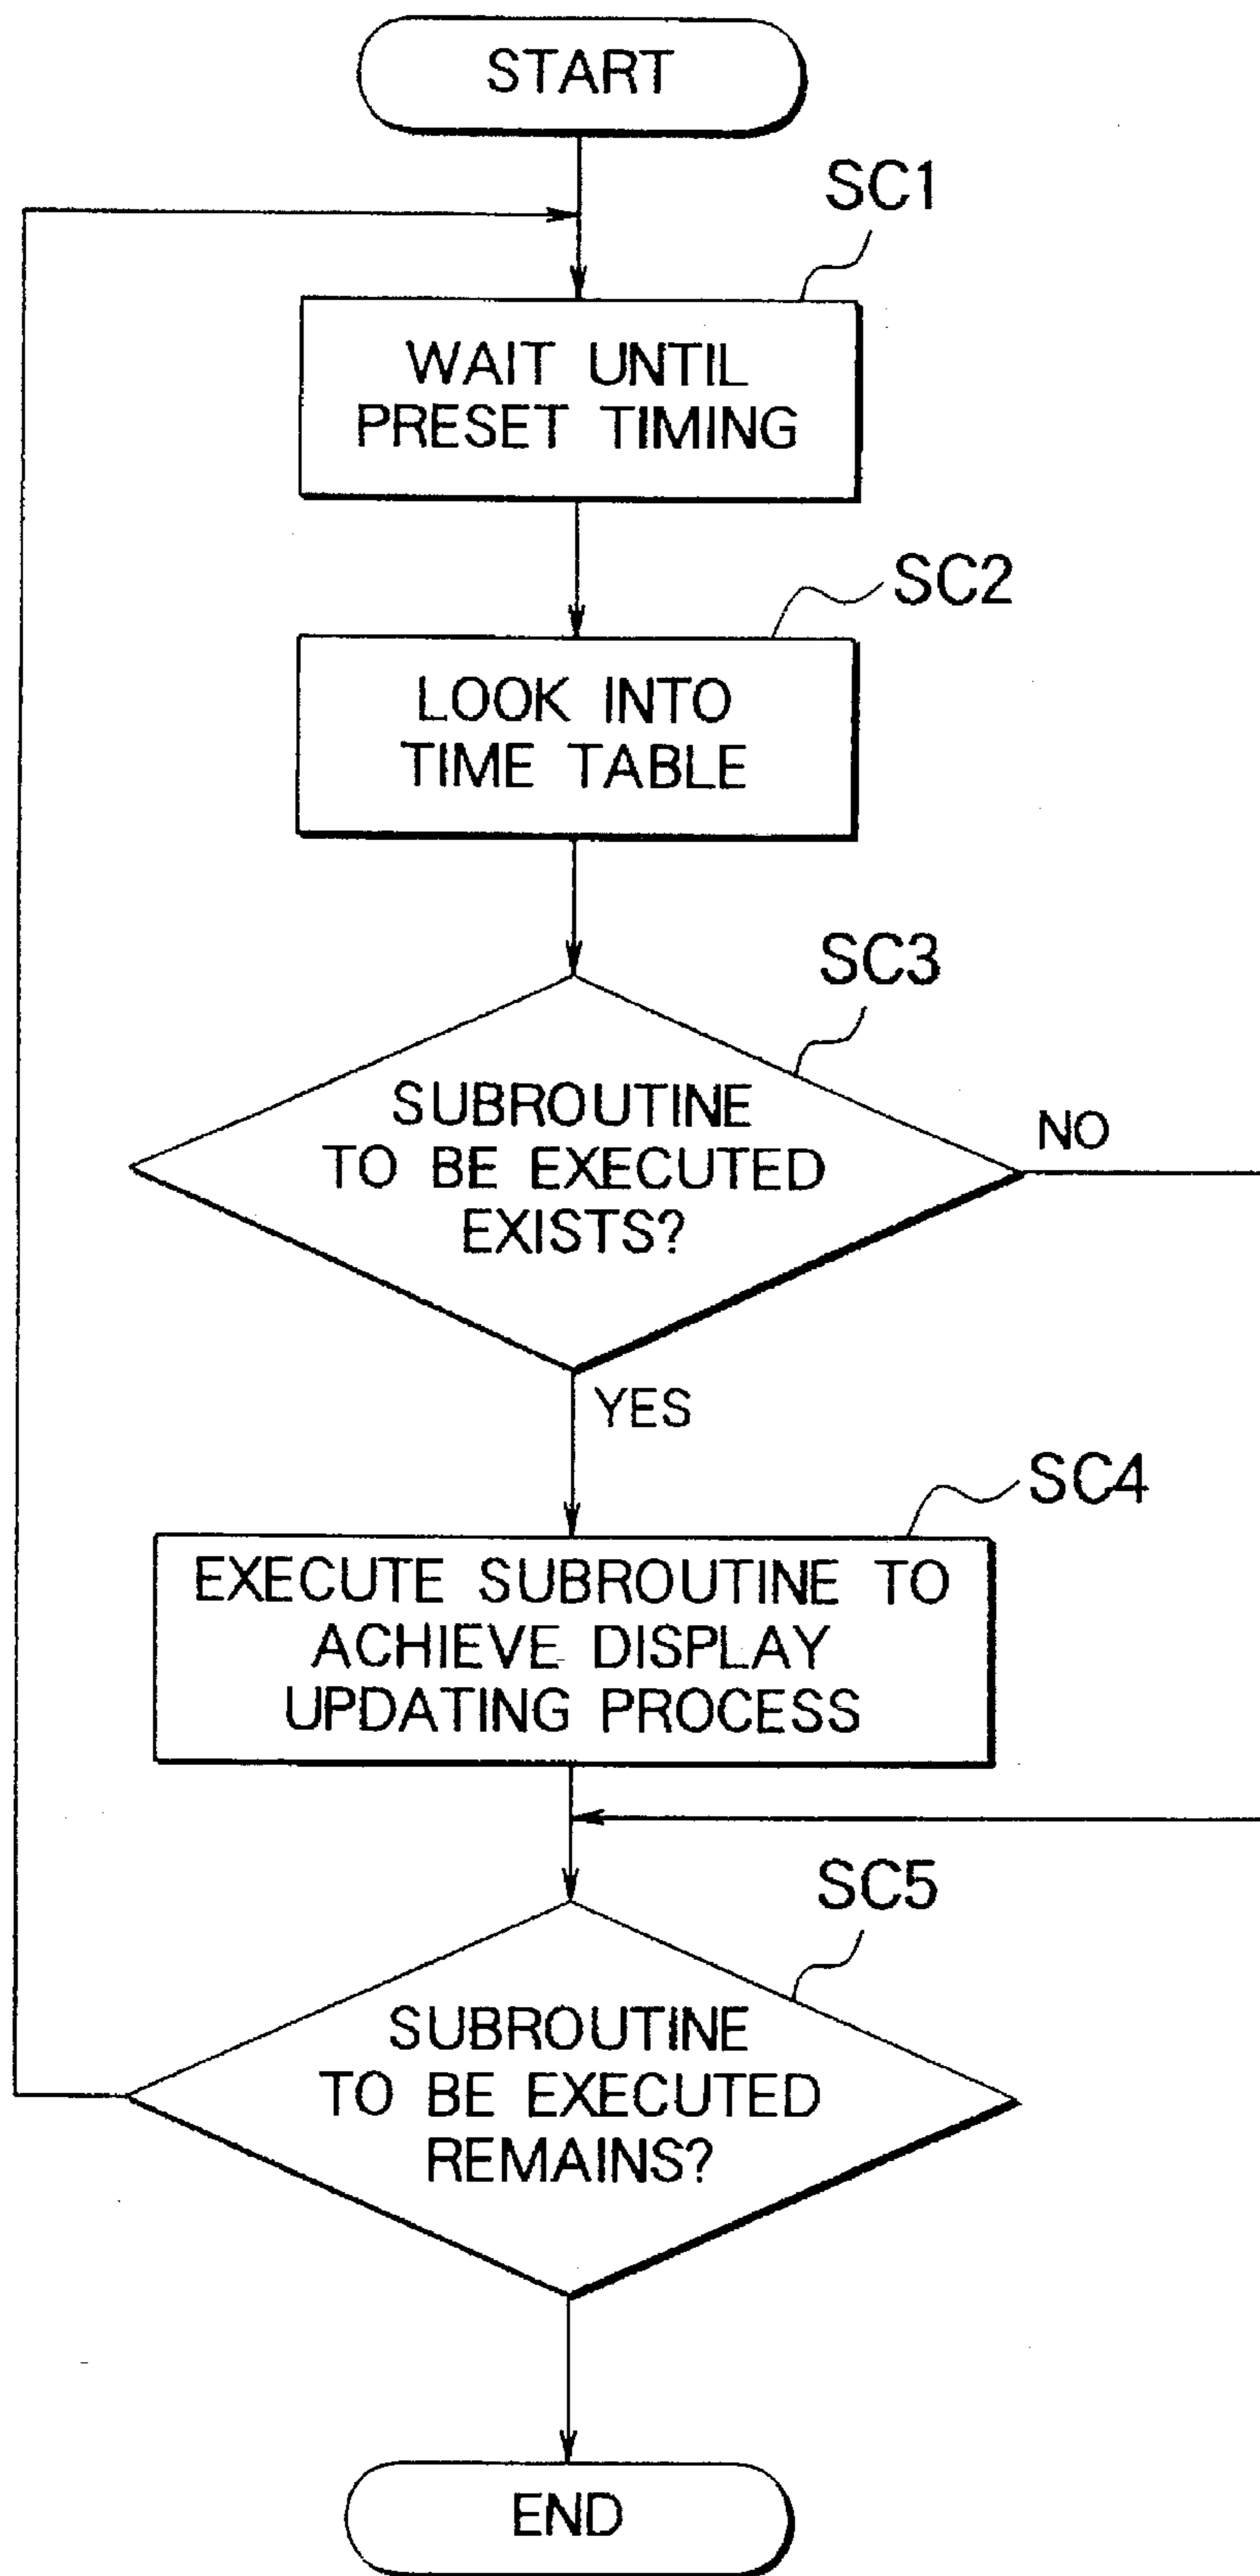 START
SC1
WAIT UNTIL
PRESET TIMING
SC2
LOOK INTO
TIME TABLE
SC3
SUBROUTINE
TO BE EXECUTED
EXISTS?
NO
YES
SC4
EXECUTE SUBROUTINE TO
ACHIEVE DISPLAY
UPDATING PROCESS
SC5
SUBROUTINE
TO BE EXECUTED
REMAINS?
END